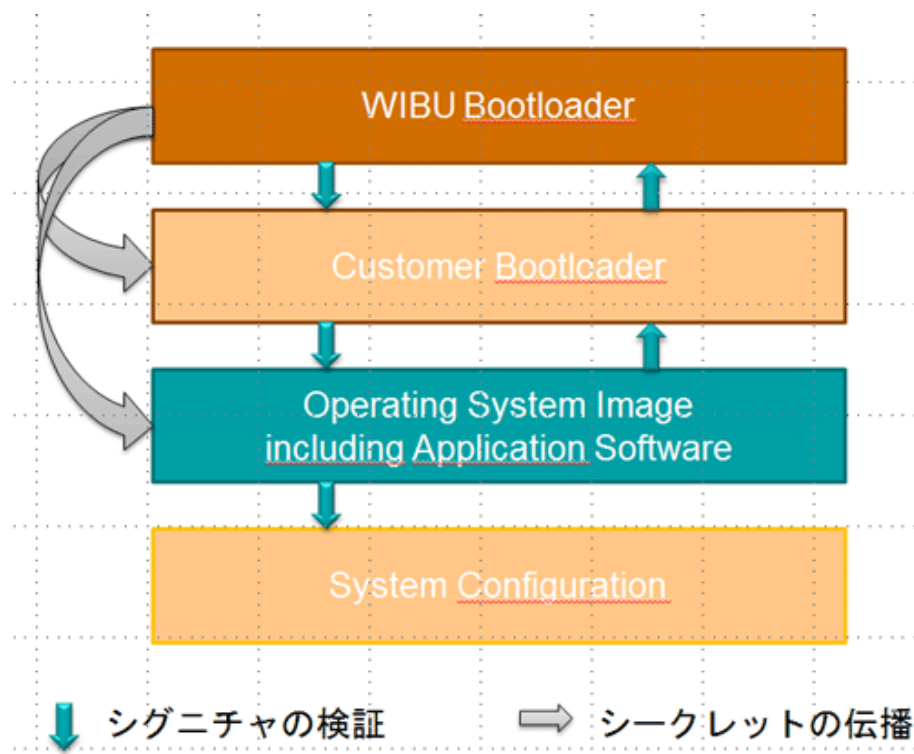 WIBU Bootloader
Customer Bootloader
Operating System Image
including Application Software
System Configuration
シグニチャの検証
シークレットの伝播